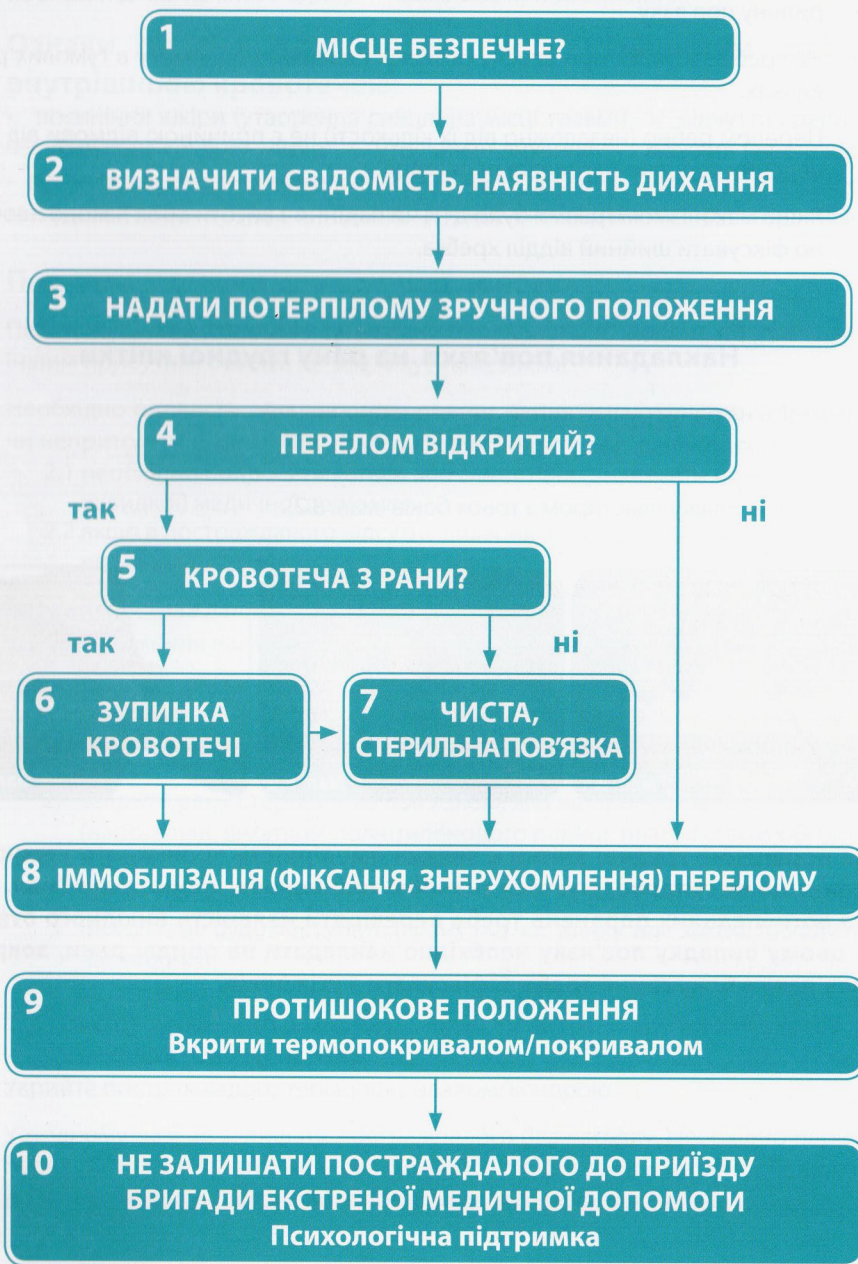 1 МІСЦЕ БЕЗПЕЧНЕ?
2 ВИЗНАЧИТИ СВІДОМІСТЬ, НАЯВНІСТЬ ДИХАННЯ
3 НАДАТИ ПОТЕРПІЛОМУ ЗРУЧНОГО ПОЛОЖЕННЯ
4 ПЕРЕЛОМ ВІДКРИТИЙ?
так
ні
5 КРОВОТЕЧА З РАНИ?
так
ні
6 ЗУПИНКА
КРОВОТЕЧІ
7 ЧИСТА,
СТЕРИЛЬНА ПОВ'ЯЗКА
8 ІММОБІЛІЗАЦІЯ (ФІКСАЦІЯ, ЗНЕРУХОМЛЕННЯ) ПЕРЕЛОМУ
9 ПРОТИШОКОВЕ ПОЛОЖЕННЯ
Вкрити термопокривалом/покривалом
10 НЕ ЗАЛИШАТИ ПОСТРАЖДАЛОГО ДО ПРИЇЗДУ
БРИГАДИ ЕКСТРЕНОЇ МЕДИЧНОЇ ДОПОМОГИ
Психологічна підтримка